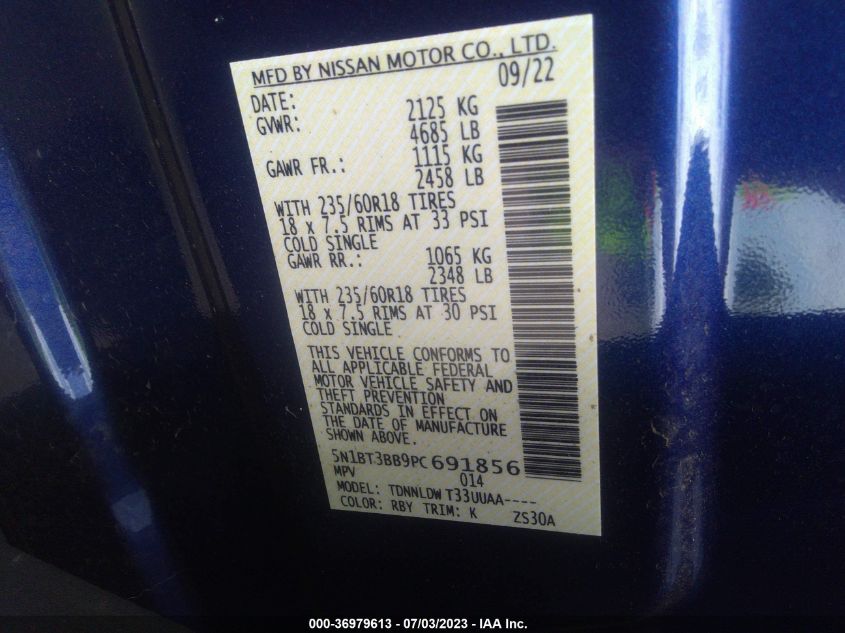 MFD BY NISSAN MOTOR CO., LTD.
DATE: 09/22
GVWR: 2125 KG
4685 LB
GAWR FR.: 1115 KG
2458 LB
WITH 235/60R18 TIRES
18 x 7.5 RIMS AT 33 PSI
COLD SINGLE
GAWR RR.: 1065 KG
2348 LB
WITH 235/60R18 TIRES
18 x 7.5 RIMS AT 30 PSI
COLD SINGLE
THIS VEHICLE CONFORMS TO
ALL APPLICABLE FEDERAL
MOTOR VEHICLE SAFETY AND
THEFT PREVENTION
STANDARDS IN EFFECT ON
THE DATE OF MANUFACTURE
SHOWN ABOVE.
5N1BT3BB9PC691856
MPV 014
MODEL: TDNNLDW T33UUAA----
COLOR: RBY TRIM: K ZS30A
000-36979613 - 07/03/2023 - IAA Inc.